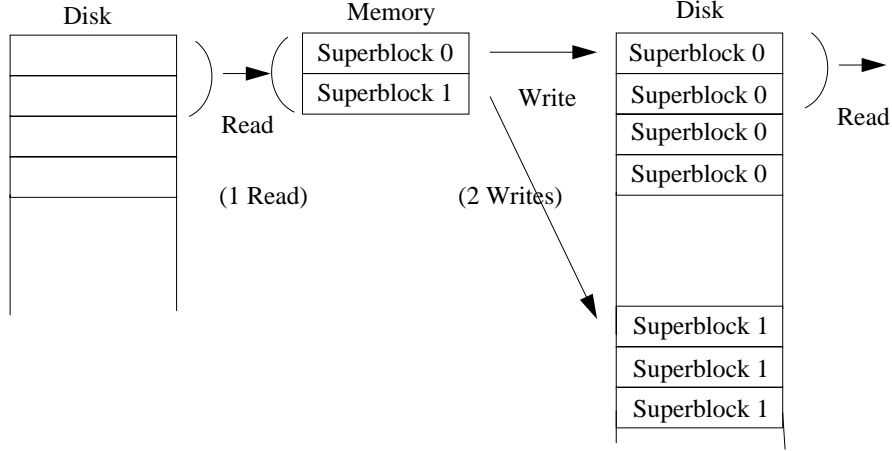 Disk
Memory
Disk
Superblock 0
Superblock 1
Read
(1 Read)
Write
(2 Writes)
Superblock 0
Superblock 0
Superblock 0
Superblock 0
Read
Superblock 1
Superblock 1
Superblock 1